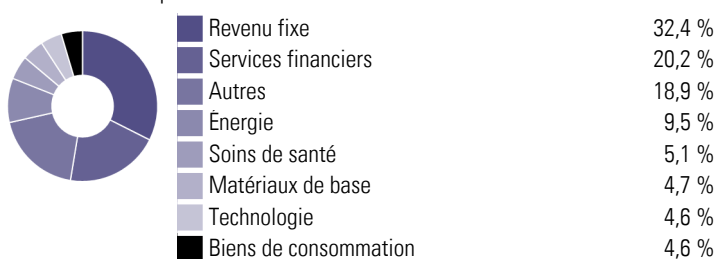 Revenu fixe 32,4 %
Services financiers 20,2 %
Autres 18,9 %
Énergie 9,5 %
Soins de santé 5,1 %
Matériaux de base 4,7 %
Technologie 4,6 %
Biens de consommation 4,6 %